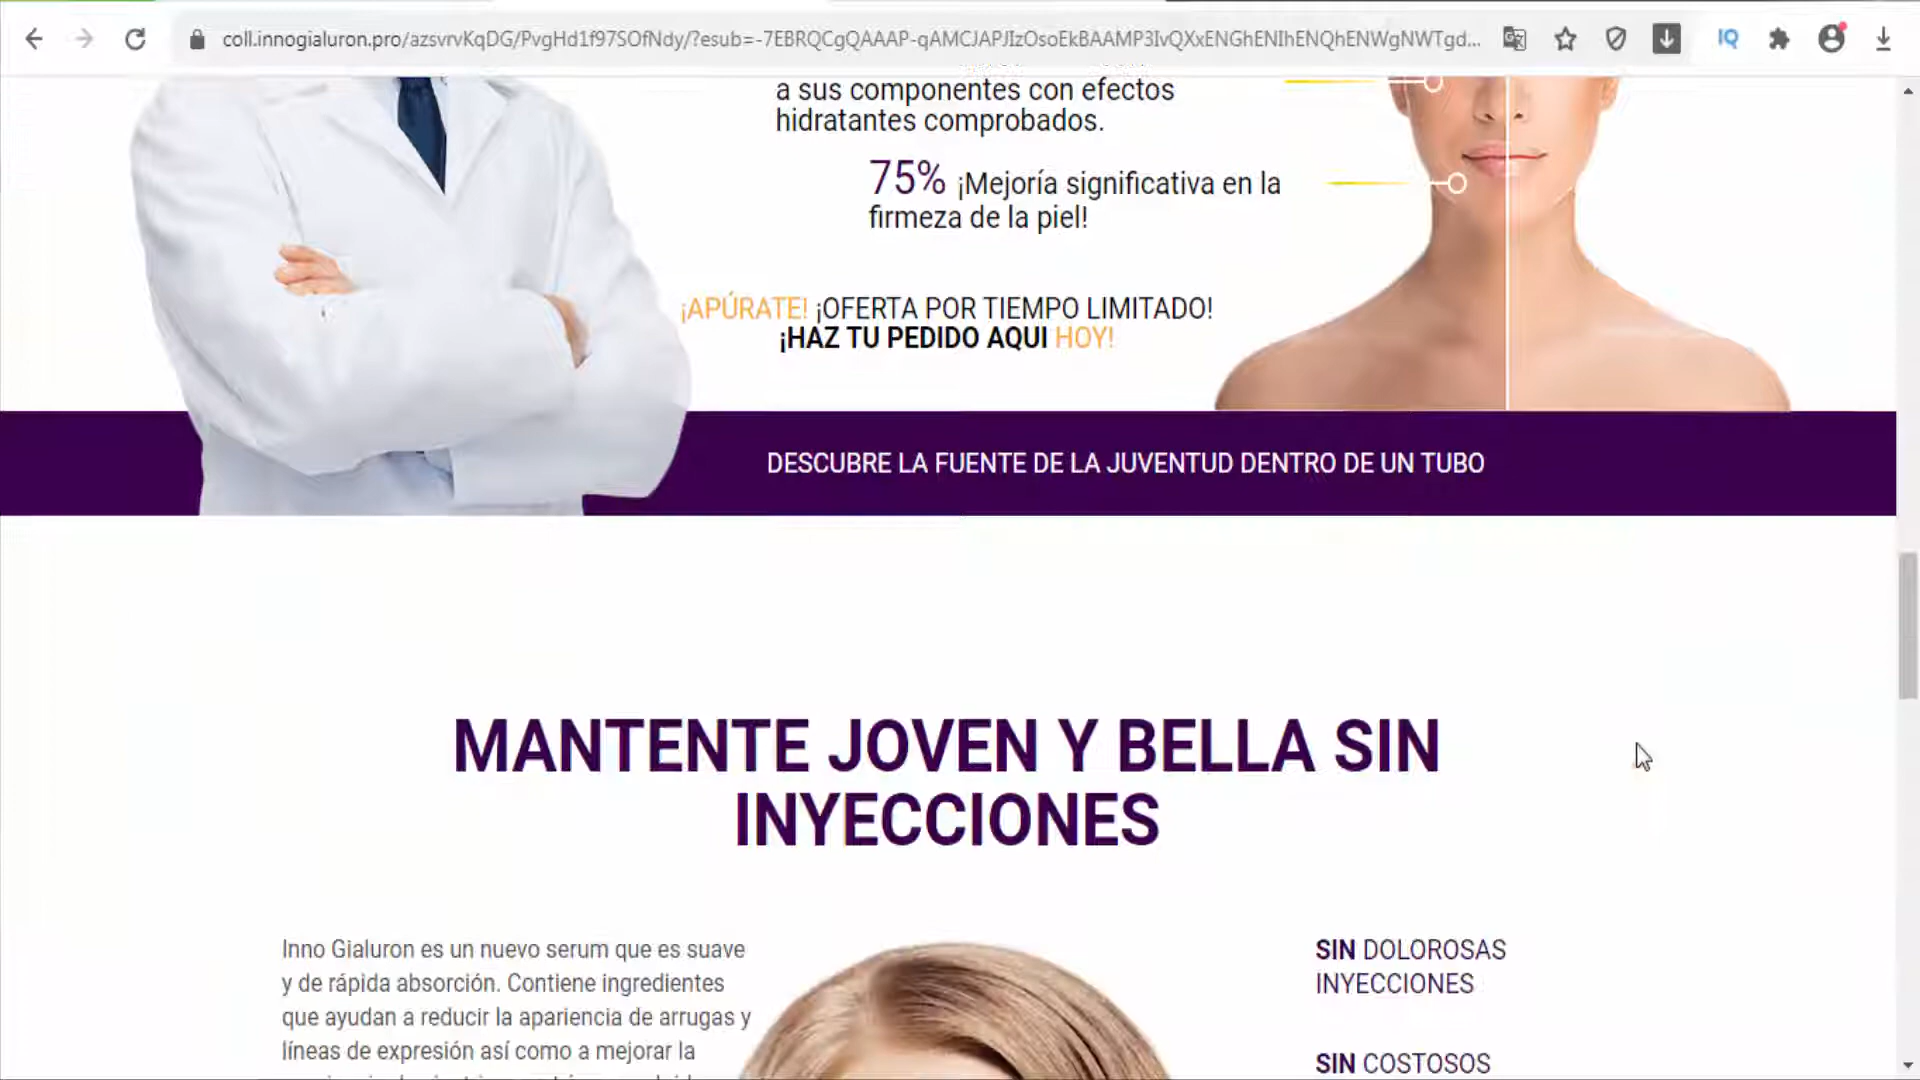 coll.innogialuron.pro/azsvrvKqDG/PvgHd1f97SOfNdy/?esub=-7EBRQCgQAAAP-qAMCJAPJIzOsoEkBAAMP3IvQXxENGhENIhENQhENWgNWTgd...
IQ
a sus componentes con efectos
hidratantes comprobados.
75% ¡Mejoría significativa en la
firmeza de la piel!
¡APÚRATE! ¡OFERTA POR TIEMPO LIMITADO!
¡HAZ TU PEDIDO AQUI HOY!
DESCUBRE LA FUENTE DE LA JUVENTUD DENTRO DE UN TUBO
MANTENTE JOVEN Y BELLA SIN
INYECCIONES
Inno Gialuron es un nuevo serum que es suave
y de rápida absorción. Contiene ingredientes
que ayudan a reducir la apariencia de arrugas y
líneas de expresión así como a mejorar la
SIN DOLOROSAS
INYECCIONES
SIN COSTOSOS